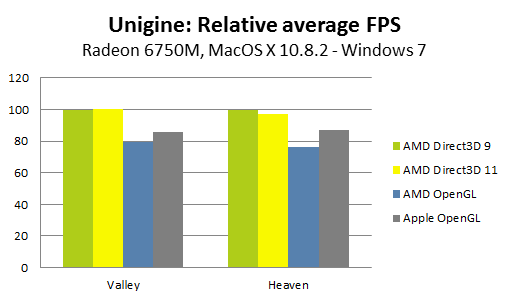 Unigine: Relative average FPS
Radeon 6750M, MacOS X 10.8.2 - Windows 7
120
100
80
60
40
20
0
Valley
Heaven
AMD Direct3D 9
AMD Direct3D 11
AMD OpenGL
Apple OpenGL